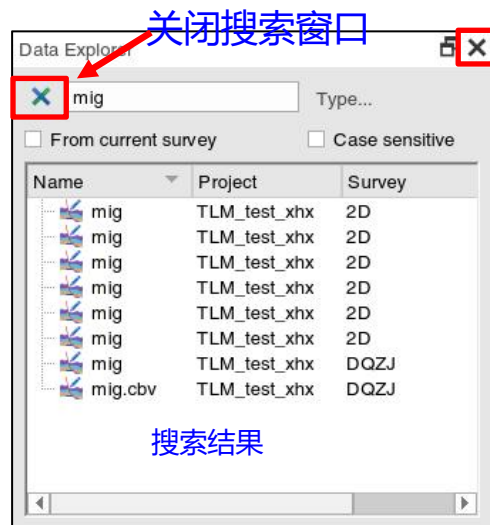 关闭搜索窗口
Data Explorer
mig
Type...
From current survey Case sensitive
Name Project Survey
mig TLM_test_xhx 2D
mig TLM_test_xhx 2D
mig TLM_test_xhx 2D
mig TLM_test_xhx 2D
mig TLM_test_xhx 2D
mig TLM_test_xhx 2D
mig TLM_test_xhx DQZJ
mig.cbv TLM_test_xhx DQZJ
搜索结果